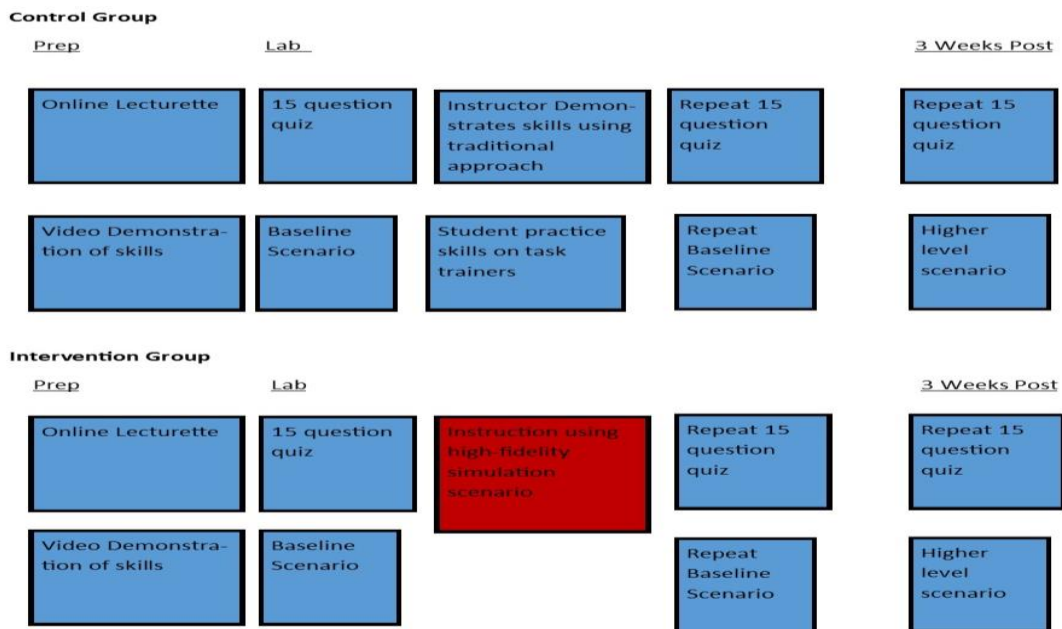 Control Group
Prep
Lab
3 Weeks Post
Online Lecturette
15 question
quiz
Instructor Demon-
strates skills using
traditional
approach
Repeat 15
question
quiz
Repeat 15
question
quiz
Video Demonstra-
tion of skills
Baseline
Scenario
Student practice
skills on task
trainers
Repeat
Baseline
Scenario
Higher
level
scenario
Intervention Group
Prep
Lab
3 Weeks Post
Online Lecturette
15 question
quiz
Instruction using
high-fidelity
simulation
scenario
Repeat 15
question
quiz
Repeat 15
question
quiz
Video Demonstra-
tion of skills
Baseline
Scenario
Repeat
Baseline
Scenario
Higher
level
scenario